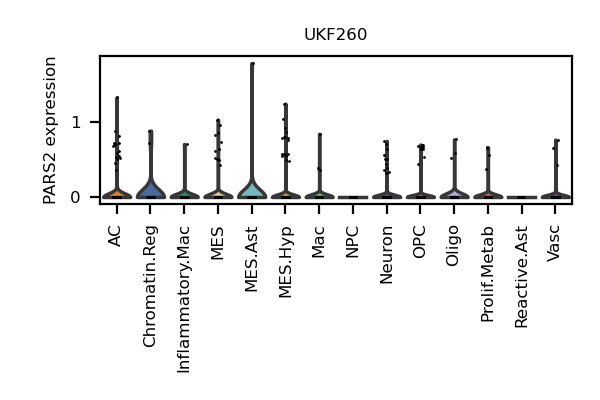 UKF260
PARS2 expression
1
0
AC
Chromatin.Reg
Inflammatory.Mac
MES
MES.Ast
MES.Hyp
Mac
NPC
Neuron
OPC
Oligo
Prolif.Metab
Reactive.Ast
Vasc